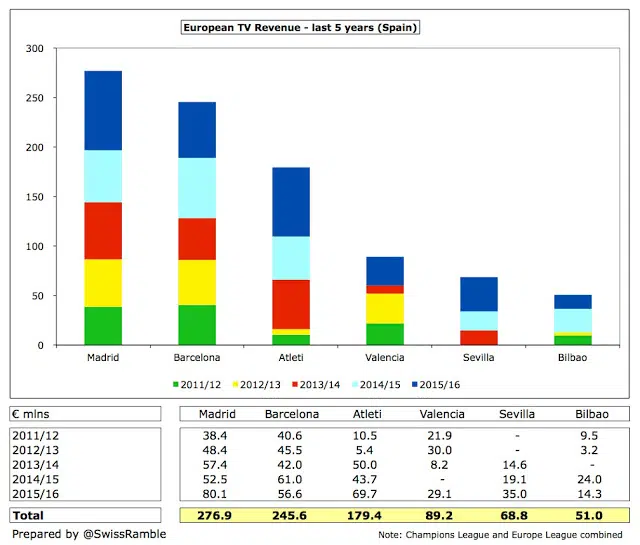 European TV Revenue - last 5 years (Spain)
300
250
200
150
100
50
0
Madrid Barcelona Atleti Valencia Sevilla Bilbao
2011/12 2012/13 2013/14 2014/15 2015/16
€ mlns Madrid Barcelona Atleti Valencia Sevilla Bilbao
2011/12 38.4 40.6 10.5 21.9 - 9.5
2012/13 48.4 45.5 5.4 30.0 - 3.2
2013/14 57.4 42.0 50.0 8.2 14.6 -
2014/15 52.5 61.0 43.7 - 19.1 24.0
2015/16 80.1 56.6 69.7 29.1 35.0 14.3
Total 276.9 245.6 179.4 89.2 68.8 51.0
Prepared by @SwissRamble Note: Champions League and Europe League combined